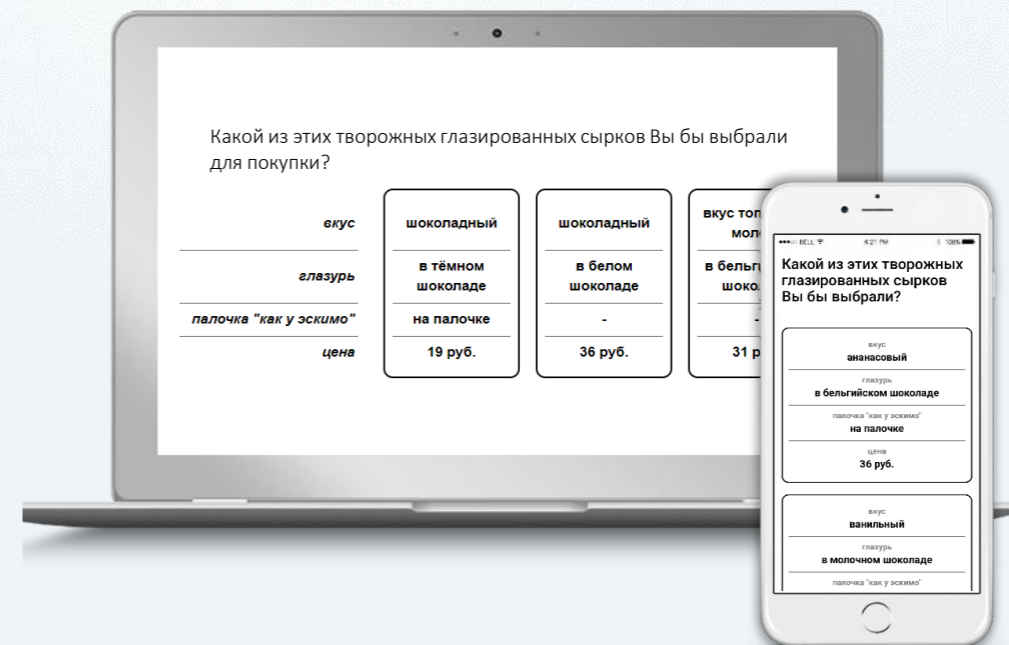 Какой из этих творожных глазированных сырков Вы бы выбрали
для покупки?
вкус
шоколадный
шоколадный
вкус
глазурь
в тёмном
шоколаде
в белом
шоколаде
в
палочка "как у эскимо"
на палочке
-
-
цена
19 руб.
36 руб.
31
BELL
4:21 PM
100%
Какой из этих творожных
глазированных сырков
Вы бы выбрали?
вкус
ананасовый
глазурь
в бельгийском шоколаде
палочка "как у эскимо"
на палочке
цена
36 руб.
вкус
ванильный
глазурь
в молочном шоколаде
палочка "как у эскимо"